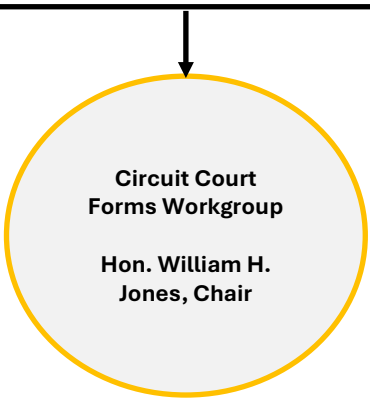 Circuit Court
Forms Workgroup
Hon. William H.
Jones, Chair